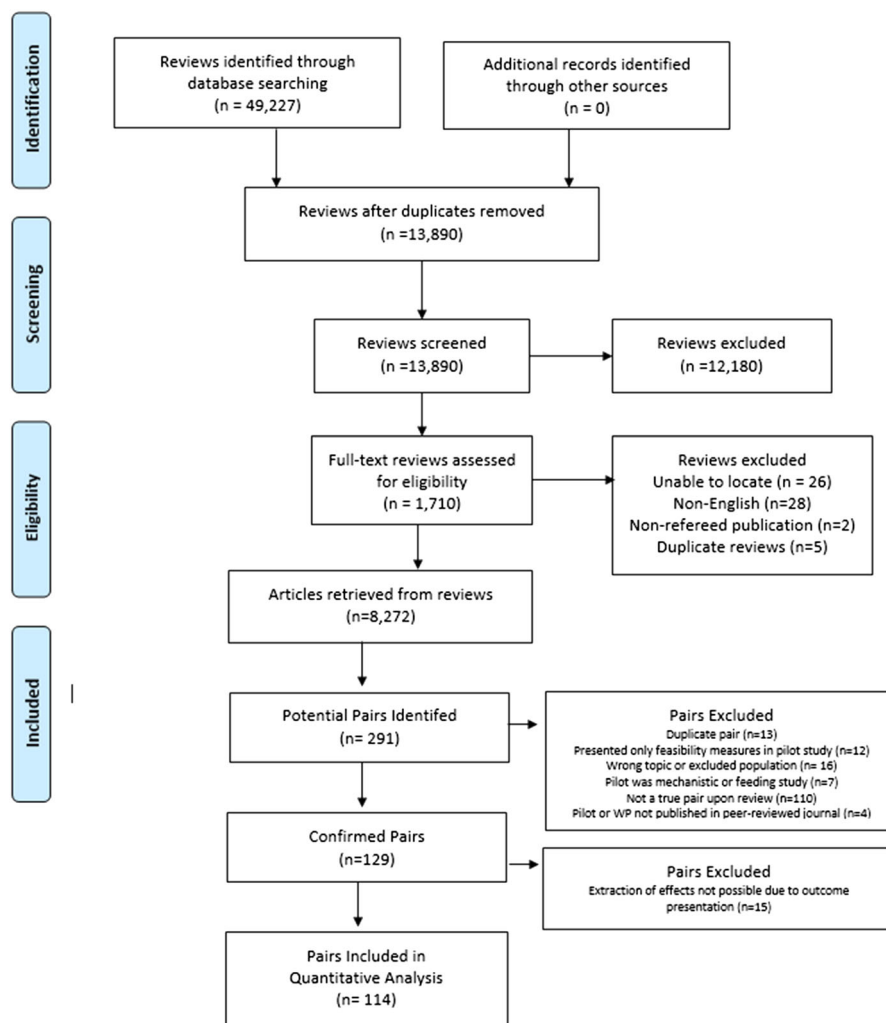 Identification
Reviews identified through
database searching
(n = 49,227)
Additional records identified
through other sources
(n = 0)
Reviews after duplicates removed
(n =13,890)
Screening
Reviews screened
(n =13,890)
Reviews excluded
(n =12,180)
Eligibility
Full-text reviews assessed
for eligibility
(n = 1,710)
Reviews excluded
Unable to locate (n = 26)
Non-English (n=28)
Non-refereed publication (n=2)
Duplicate reviews (n=5)
Articles retrieved from reviews
(n=8,272)
Included
Potential Pairs Identifed
(n= 291)
Pairs Excluded
Duplicate pair (n=13)
Presented only feasibility measures in pilot study (n=12)
Wrong topic or excluded population (n= 16)
Pilot was mechanistic or feeding study (n=7)
Not a true pair upon review (n=110)
Pilot or WP not published in peer-reviewed journal (n=4)
Confirmed Pairs
(n=129)
Pairs Excluded
Extraction of effects not possible due to outcome
presentation (n=15)
Pairs Included in
Quantitative Analysis
(n= 114)